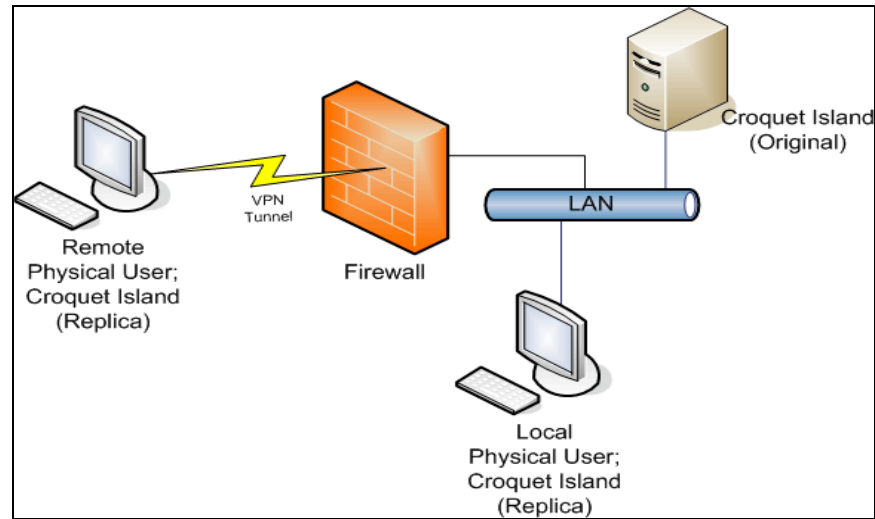 Croquet Island
(Original)
LAN
VPN
Tunnel
Firewall
Remote
Physical User;
Croquet Island
(Replica)
Local
Physical User;
Croquet Island
(Replica)